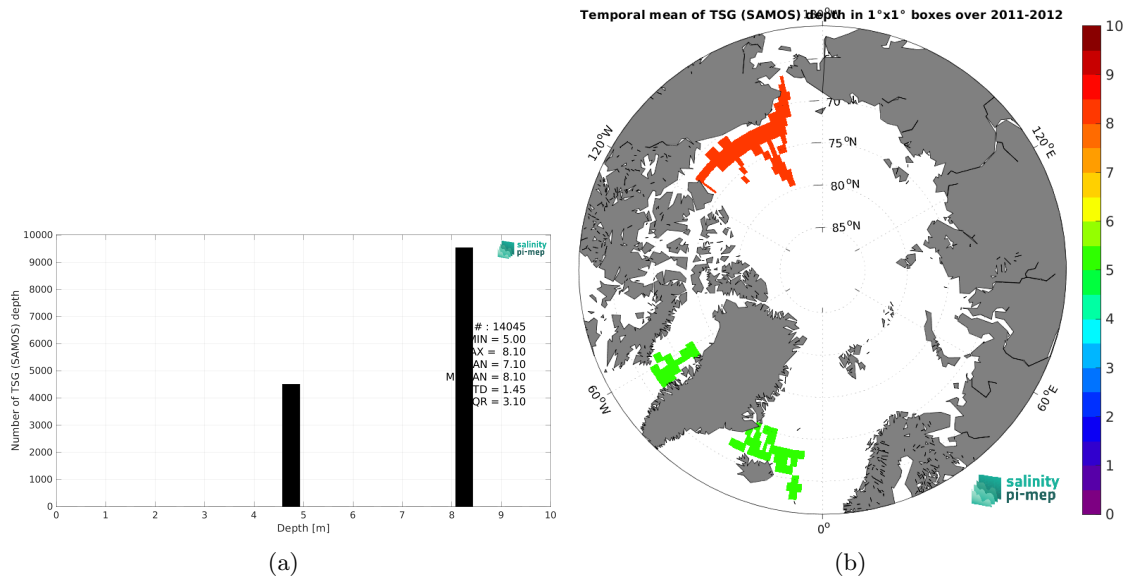 Temporal mean of TSG (SAMOS) depth in 1°x1° boxes over 2011-2012
10000
9000
8000
7000
6000
5000
4000
3000
2000
1000
0
Number of TSG (SAMOS) depth
0 1 2 3 4 5 6 7 8 9 10
Depth [m]
salinity
pi-mep
# : 14045
MIN = 5.00
AX = 8.10
AN = 7.10
M AN = 8.10
TD = 1.45
QR = 3.10
(a)
180°W
120°W
120°E
60°W
60°E
0°
70
75°N
80°N
85°N
salinity
pi-mep
10
9
8
7
6
5
4
3
2
1
0
(b)